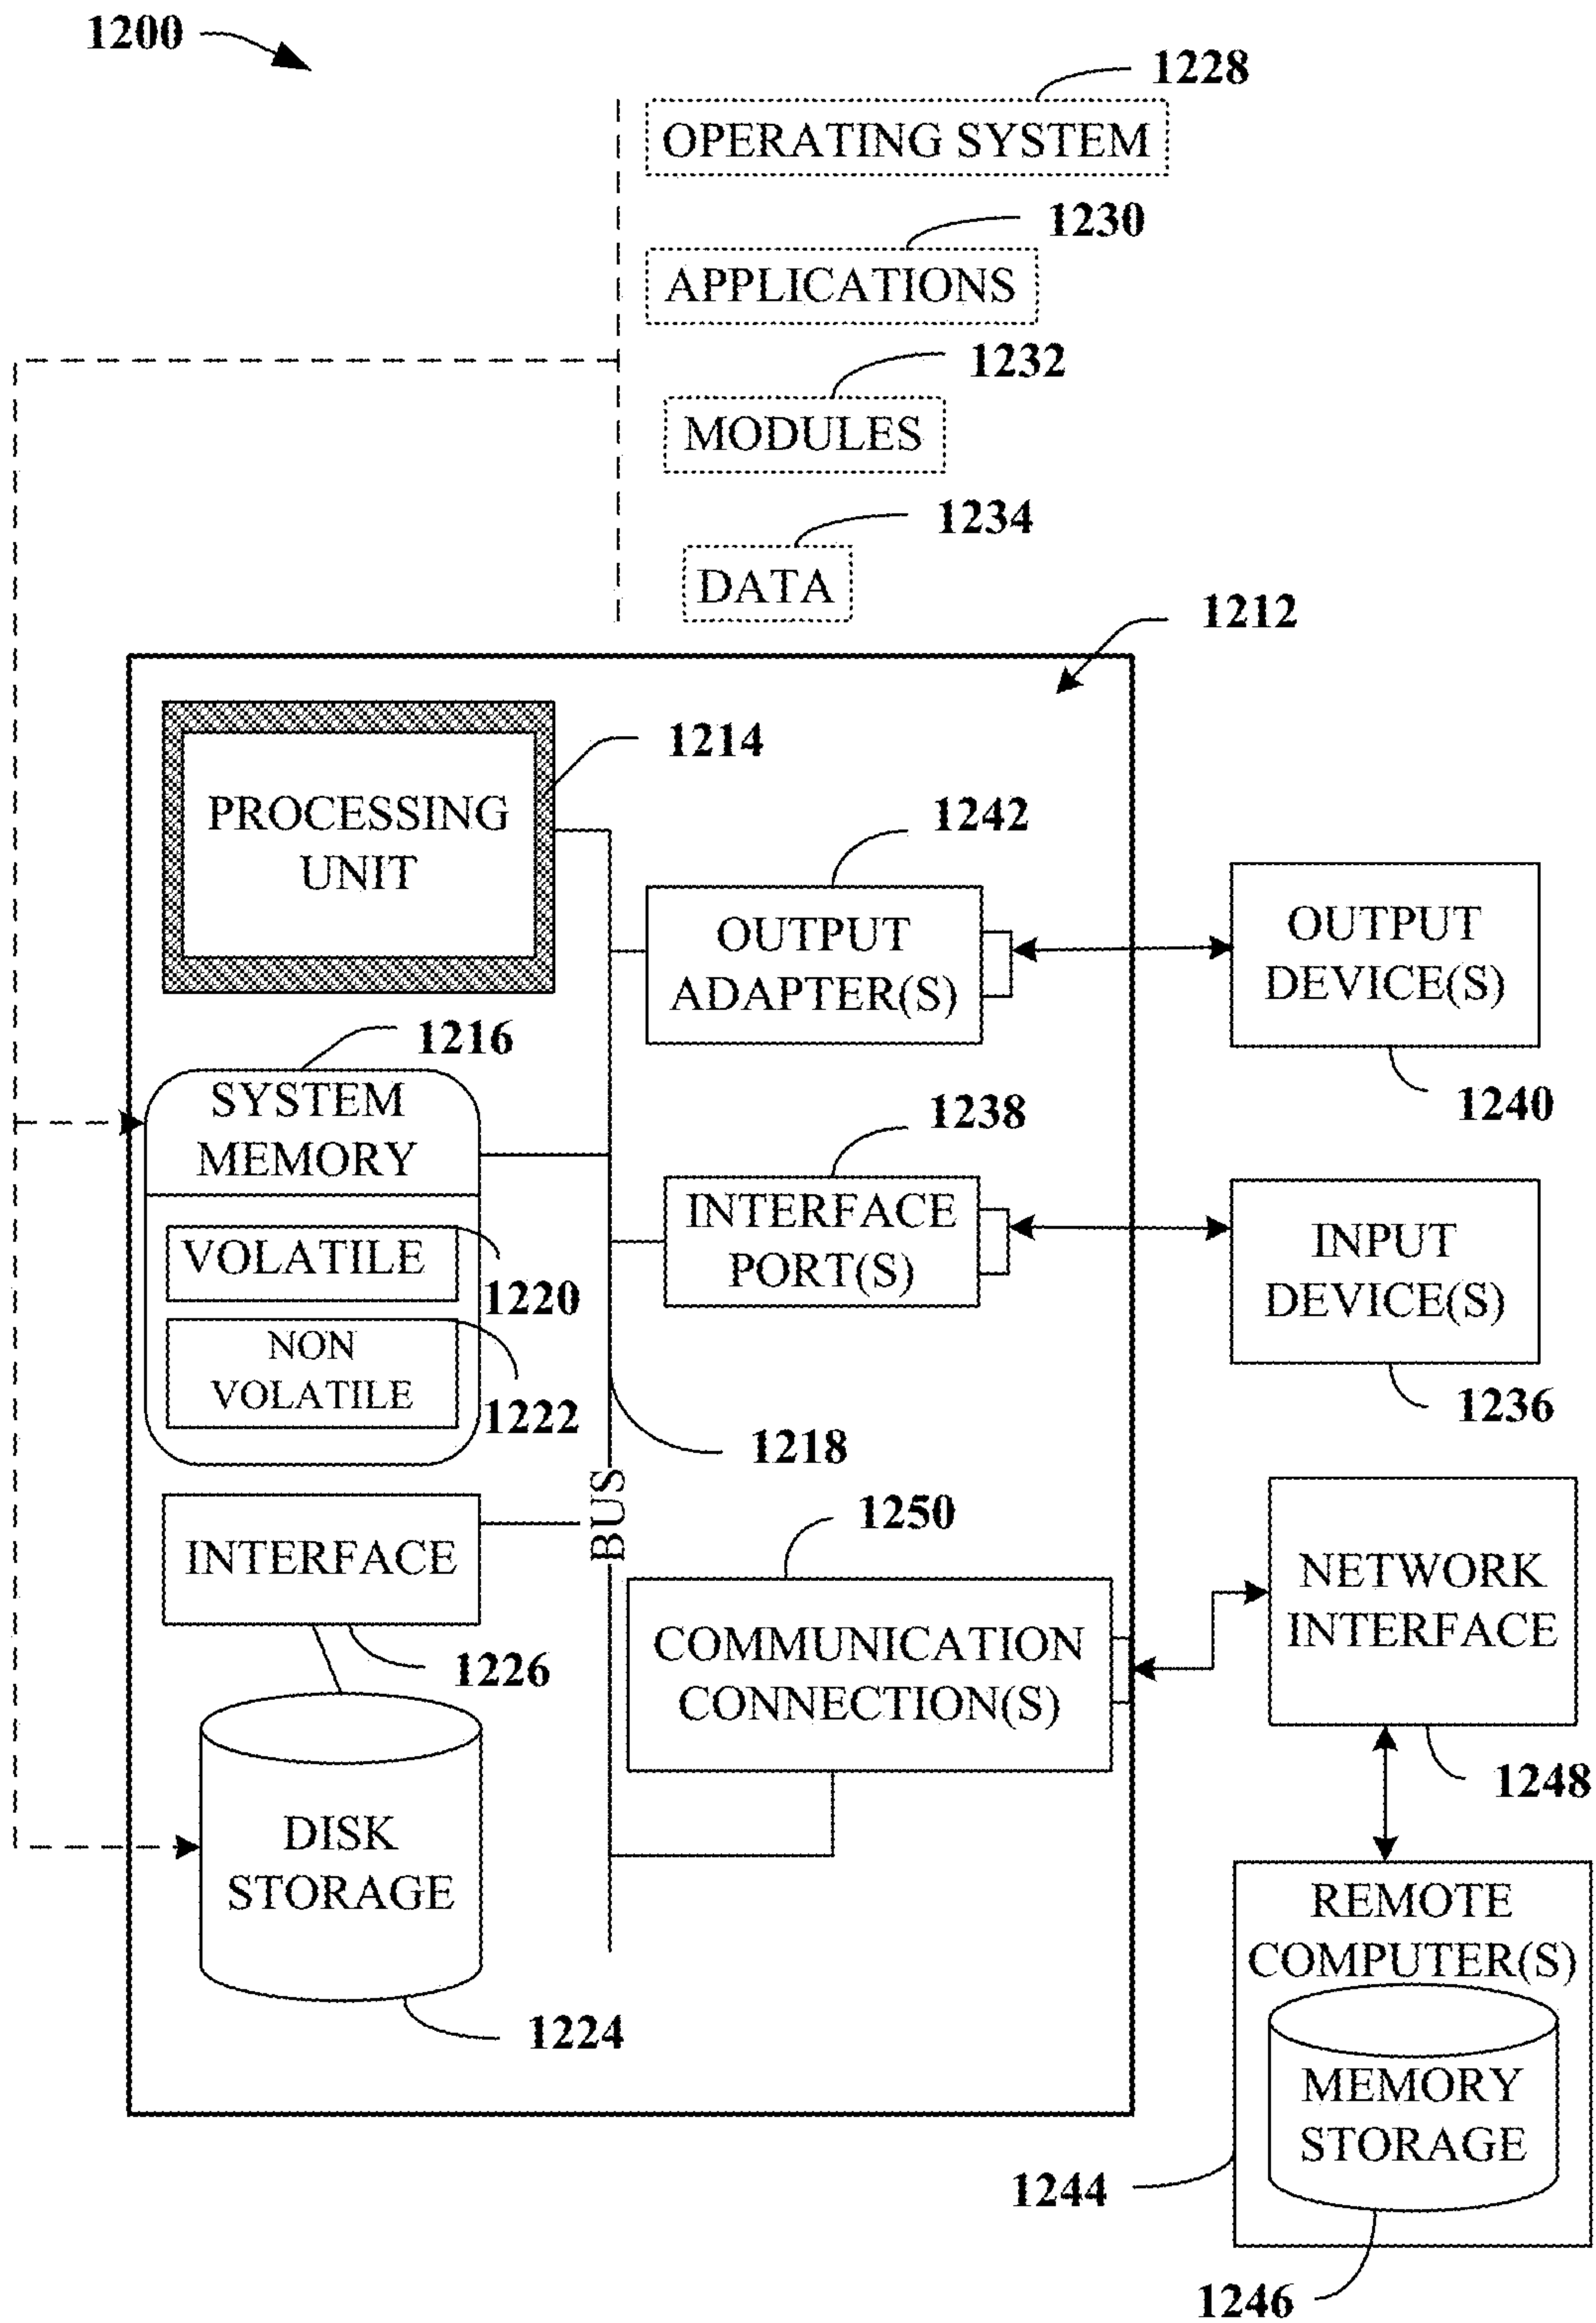 1200
1228
OPERATING SYSTEM
1230
APPLICATIONS
1232
MODULES
1234
DATA
1212
1214
PROCESSING
UNIT
1242
OUTPUT
ADAPTER(S)
OUTPUT
DEVICE(S)
1240
1216
SYSTEM
MEMORY
VOLATILE
1220
NON
VOLATILE
1222
1238
INTERFACE
PORT(S)
INPUT
DEVICE(S)
1236
1218
BUS
INTERFACE
1226
1250
COMMUNICATION
CONNECTION(S)
NETWORK
INTERFACE
1248
DISK
STORAGE
1224
REMOTE
COMPUTER(S)
MEMORY
STORAGE
1244
1246